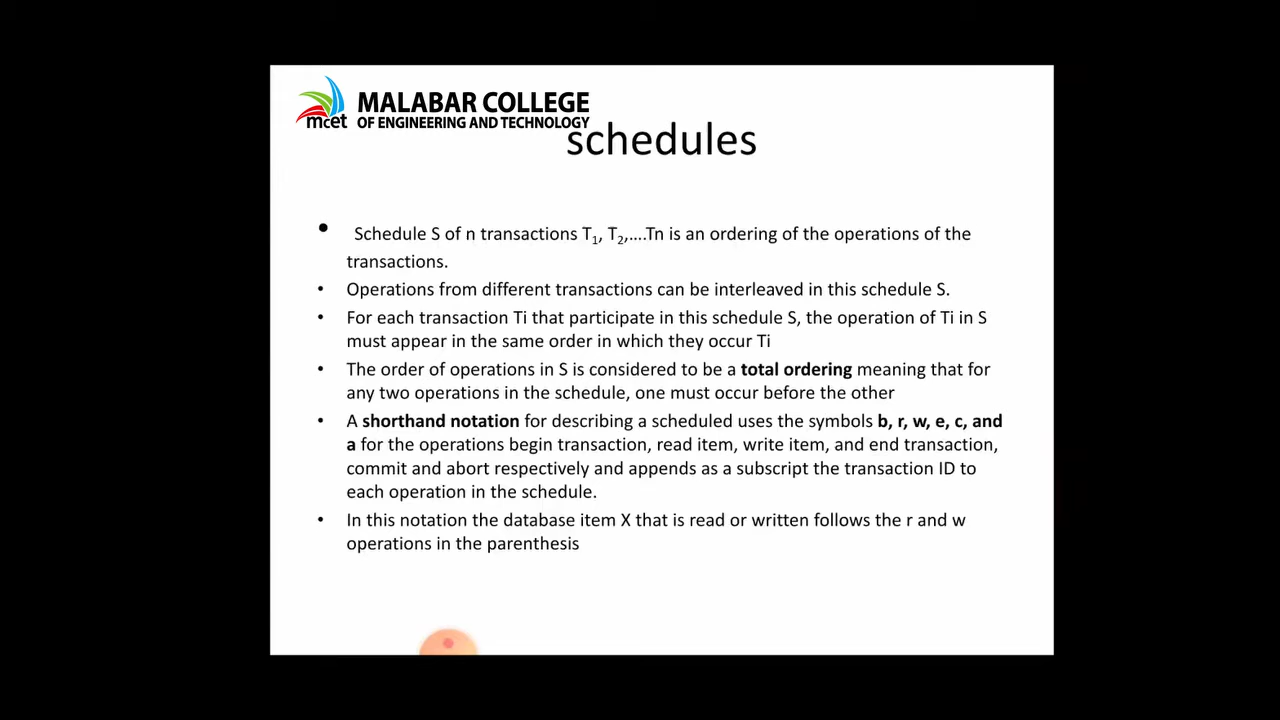 mcet
MALABAR COLLEGE
OF ENGINEERING AND TECHNOLOGY
schedules
• Schedule S of n transactions T1, T2,....Tn is an ordering of the operations of the
transactions.
• Operations from different transactions can be interleaved in this schedule S.
• For each transaction Ti that participate in this schedule S, the operation of Ti in S
must appear in the same order in which they occur Ti
• The order of operations in S is considered to be a total ordering meaning that for
any two operations in the schedule, one must occur before the other
• A shorthand notation for describing a scheduled uses the symbols b, r, w, e, c, and
a for the operations begin transaction, read item, write item, and end transaction,
commit and abort respectively and appends as a subscript the transaction ID to
each operation in the schedule.
• In this notation the database item X that is read or written follows the r and w
operations in the parenthesis